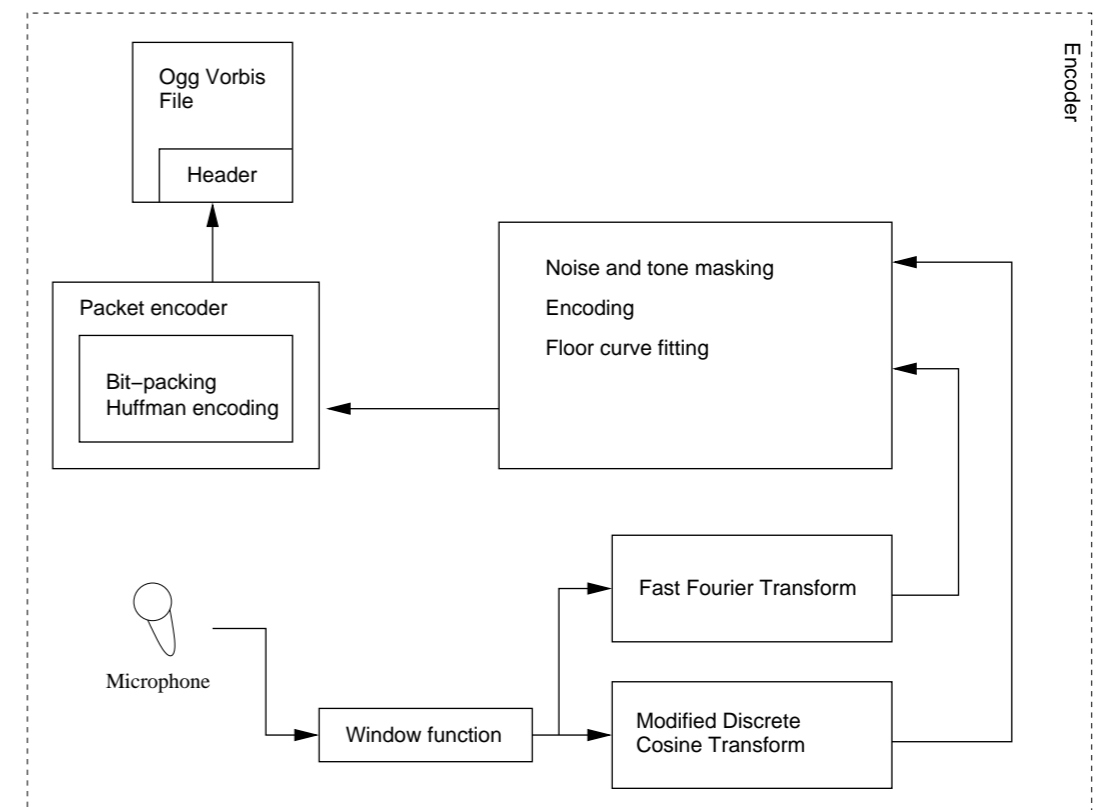 Encoder
Ogg Vorbis
File
Header
Noise and tone masking
Encoding
Floor curve fitting
Packet encoder
Bit−packing
Huffman encoding
Fast Fourier Transform
Microphone
Window function
Modified Discrete
Cosine Transform